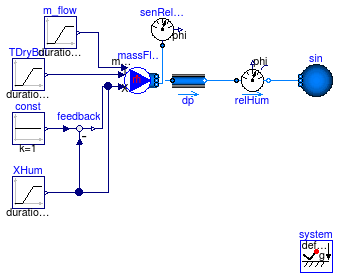 m_flow
senRel...
phi
TDryBu
duratio...
massFl...
m...
duratio...
const
feedback
k=1
dp
phi
relHum
sin
XHum
duratio...
system
def...
g